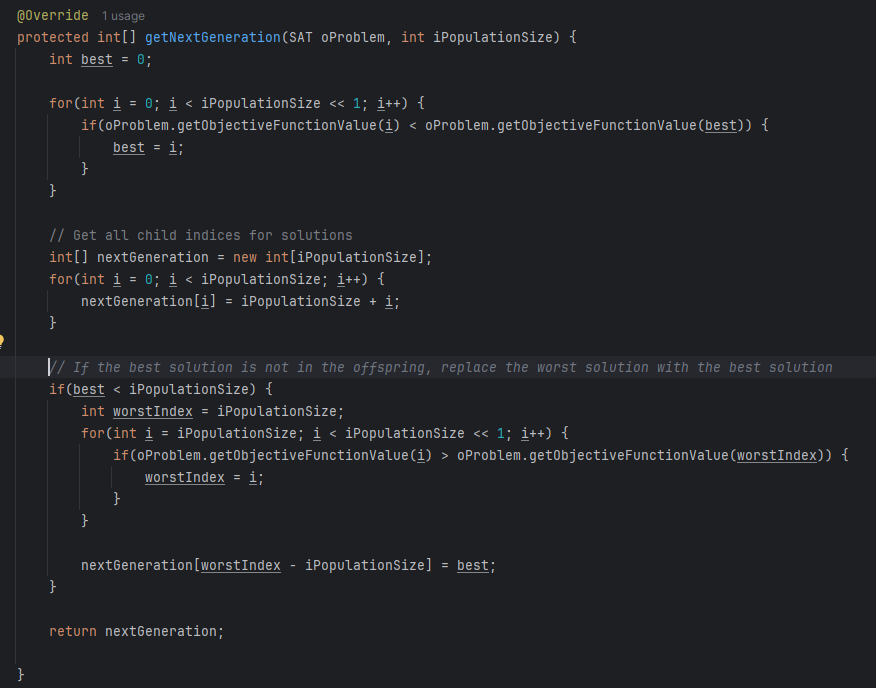 @Override 1 usage
protected int[] getNextGeneration(SAT oProblem, int iPopulationSize) {
    int best = 0;

    for(int i = 0; i < iPopulationSize << 1; i++) {
        if(oProblem.getObjectiveFunctionValue(i) < oProblem.getObjectiveFunctionValue(best)) {
            best = i;
        }
    }

    // Get all child indices for solutions
    int[] nextGeneration = new int[iPopulationSize];
    for(int i = 0; i < iPopulationSize; i++) {
        nextGeneration[i] = iPopulationSize + i;
    }

    // If the best solution is not in the offspring, replace the worst solution with the best solution
    if(best < iPopulationSize) {
        int worstIndex = iPopulationSize;
        for(int i = iPopulationSize; i < iPopulationSize << 1; i++) {
            if(oProblem.getObjectiveFunctionValue(i) > oProblem.getObjectiveFunctionValue(worstIndex)) {
                worstIndex = i;
            }
        }

        nextGeneration[worstIndex - iPopulationSize] = best;
    }

    return nextGeneration;

}